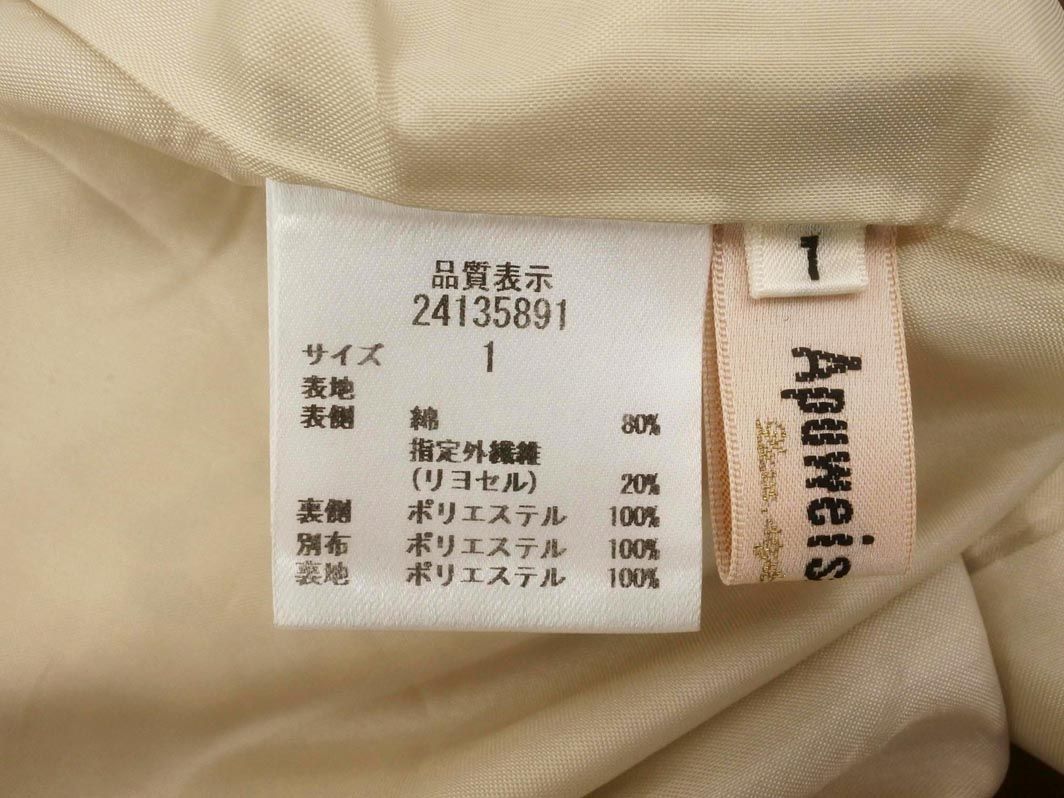 品質表示
24135891
サイズ 1
表地
表側 綿 80%
指定外繊維
(リヨセル) 20%
裏側 ポリエステル 100%
別布 ポリエステル 100%
裏地 ポリエステル 100%
1
Apuweis